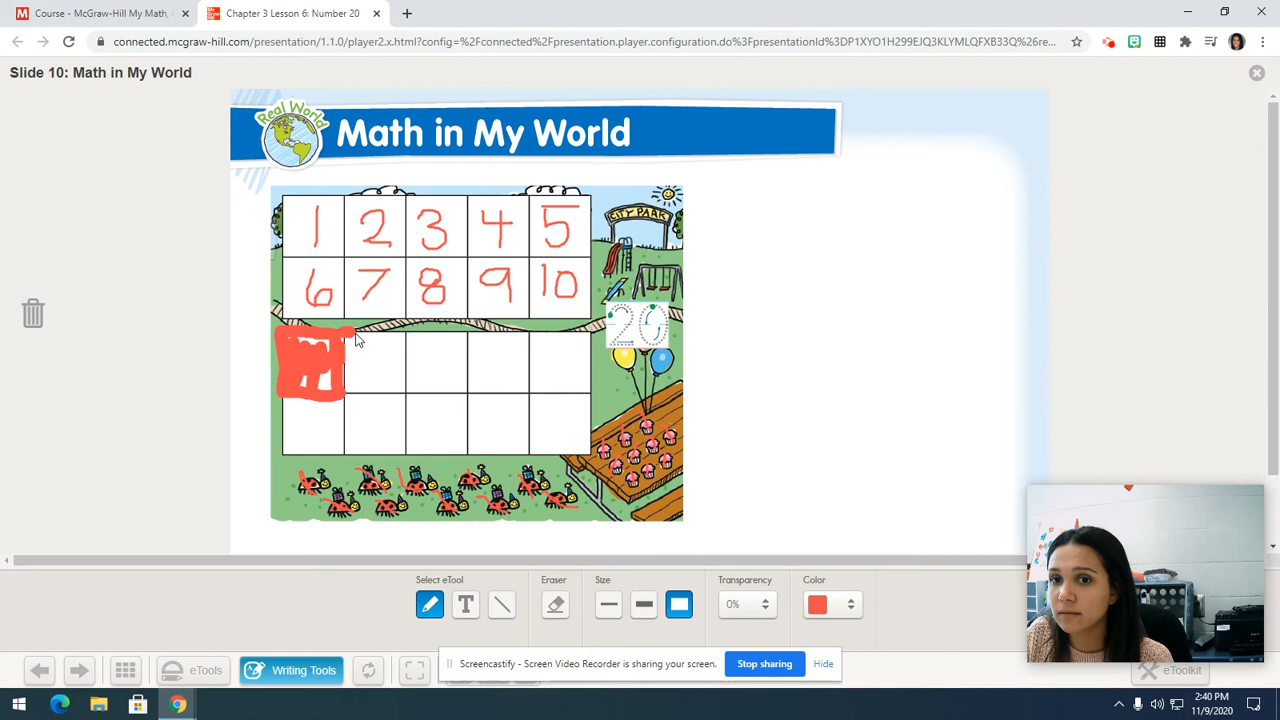 Course - McGraw-Hill My Math,
Chapter 3 Lesson 6: Number 20
connected.mcgraw-hill.com/presentation/1.1.0/player2.x.html?config=%2Fconnected%2Fpresentation.player.configuration.do%3FpresentationId%3DP1XYO1H299EJQ3KLYMLQFXB33Q%26re...
Slide 10: Math in My World
Real World
Math in My World
CITY PARK
1 2 3 4 5
6 7 8 9 10
20
Select eTool
Eraser
Size
Transparency
Color
T
0%
eTools
Writing Tools
Screencastify - Screen Video Recorder is sharing your screen.
Stop sharing
Hide
eToolkit
2:40 PM
11/9/2020